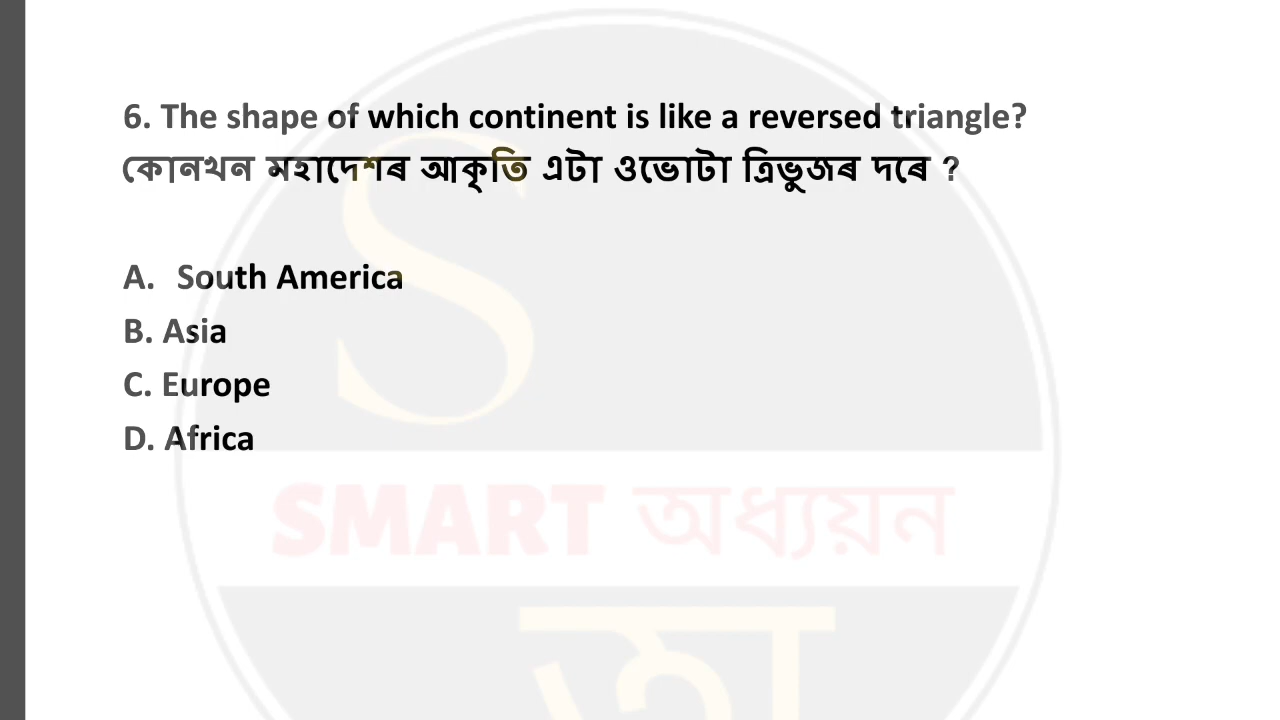 6. The shape of which continent is like a reversed triangle?
কোনখন মহাদেশৰ আকৃতি এটা ওভোটা ত্ৰিভুজৰ দৰে ?
A. South America
B. Asia
C. Europe
D. Africa
S
SMART অধ্যয়ন
অ